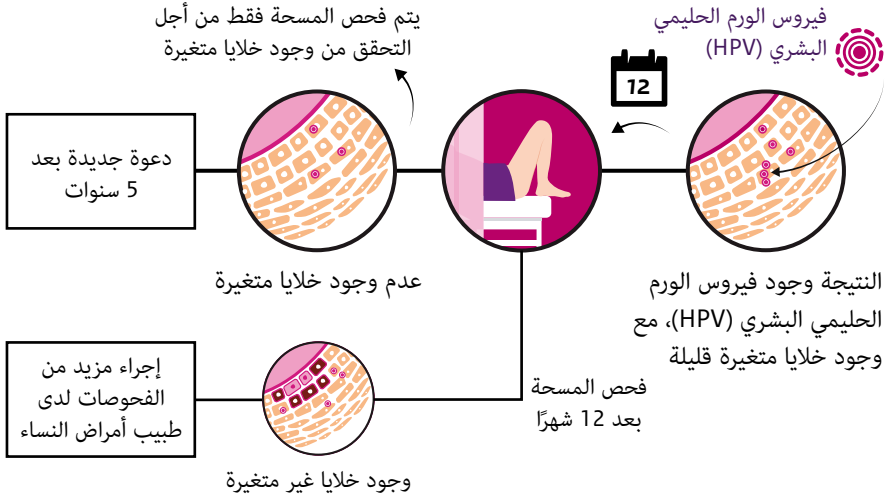 فيروس الورم الحليمي
البشري (HPV)
12
النتيجة وجود فيروس الورم
الحليمي البشري (HPV)، مع
وجود خلايا متغيرة قليلة
فحص المسحة
بعد 12 شهرًا
يتم فحص المسحة فقط من أجل
التحقق من وجود خلايا متغيرة
عدم وجود خلايا متغيرة
دعوة جديدة بعد
5 سنوات
وجود خلايا غير متغيرة
إجراء مزيد من
الفحوصات لدى
طبيب أمراض النساء